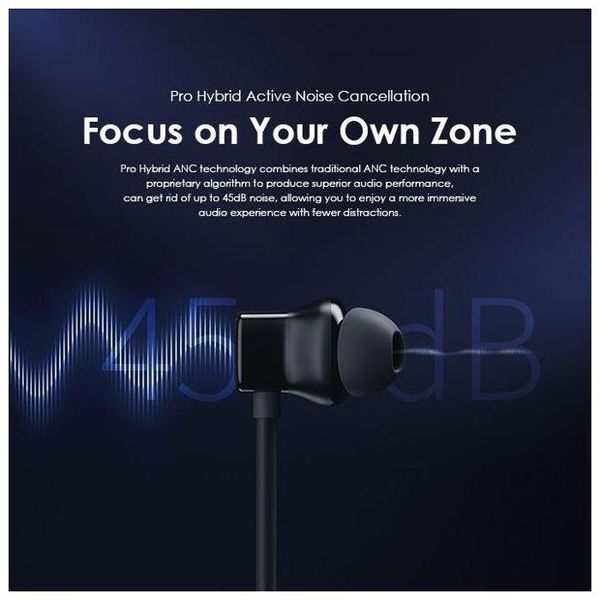 Pro Hybrid Active Noise Cancellation
Focus on Your Own Zone
Pro Hybrid ANC technology combines traditional ANC technology with a
proprietary algorithm to produce superior audio performance,
can get rid of up to 45dB noise, allowing you to enjoy a more immersive
audio experience with fewer distractions.
45 dB